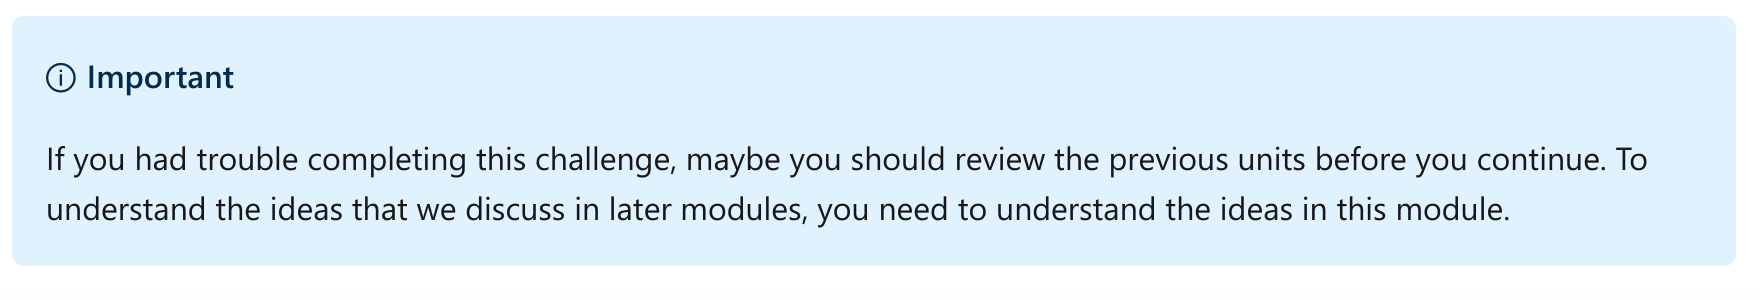 Important
If you had trouble completing this challenge, maybe you should review the previous units before you continue. To
understand the ideas that we discuss in later modules, you need to understand the ideas in this module.